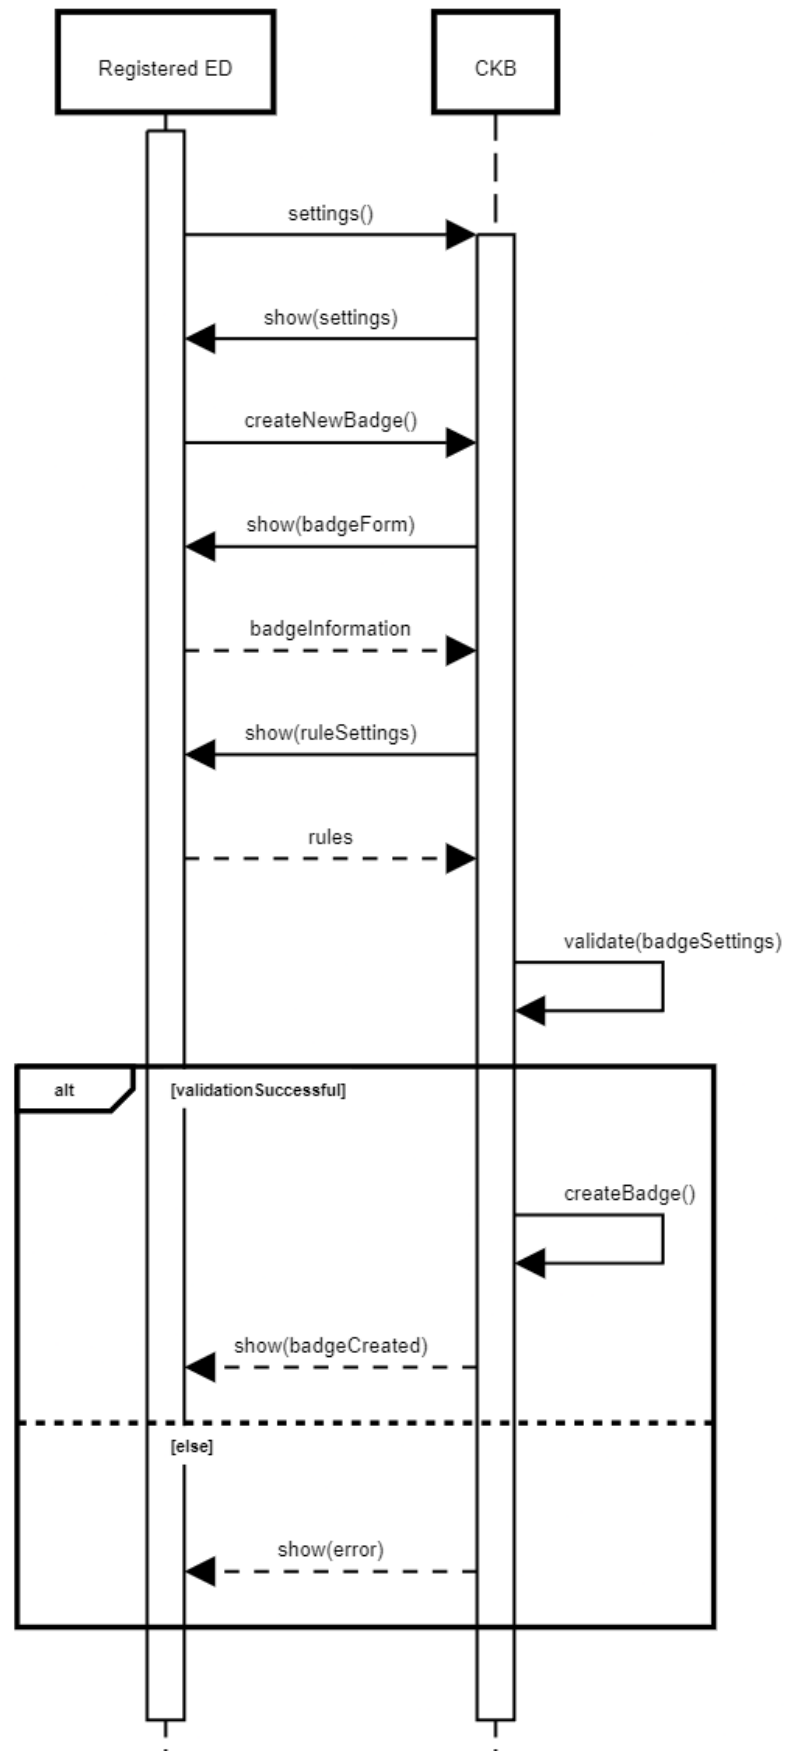 Registered ED
CKB
settings()
show(settings)
createNewBadge()
show(badgeForm)
badgeInformation
show(ruleSettings)
rules
validate(badgeSettings)
alt
[validationSuccessful]
createBadge()
show(badgeCreated)
[else]
show(error)